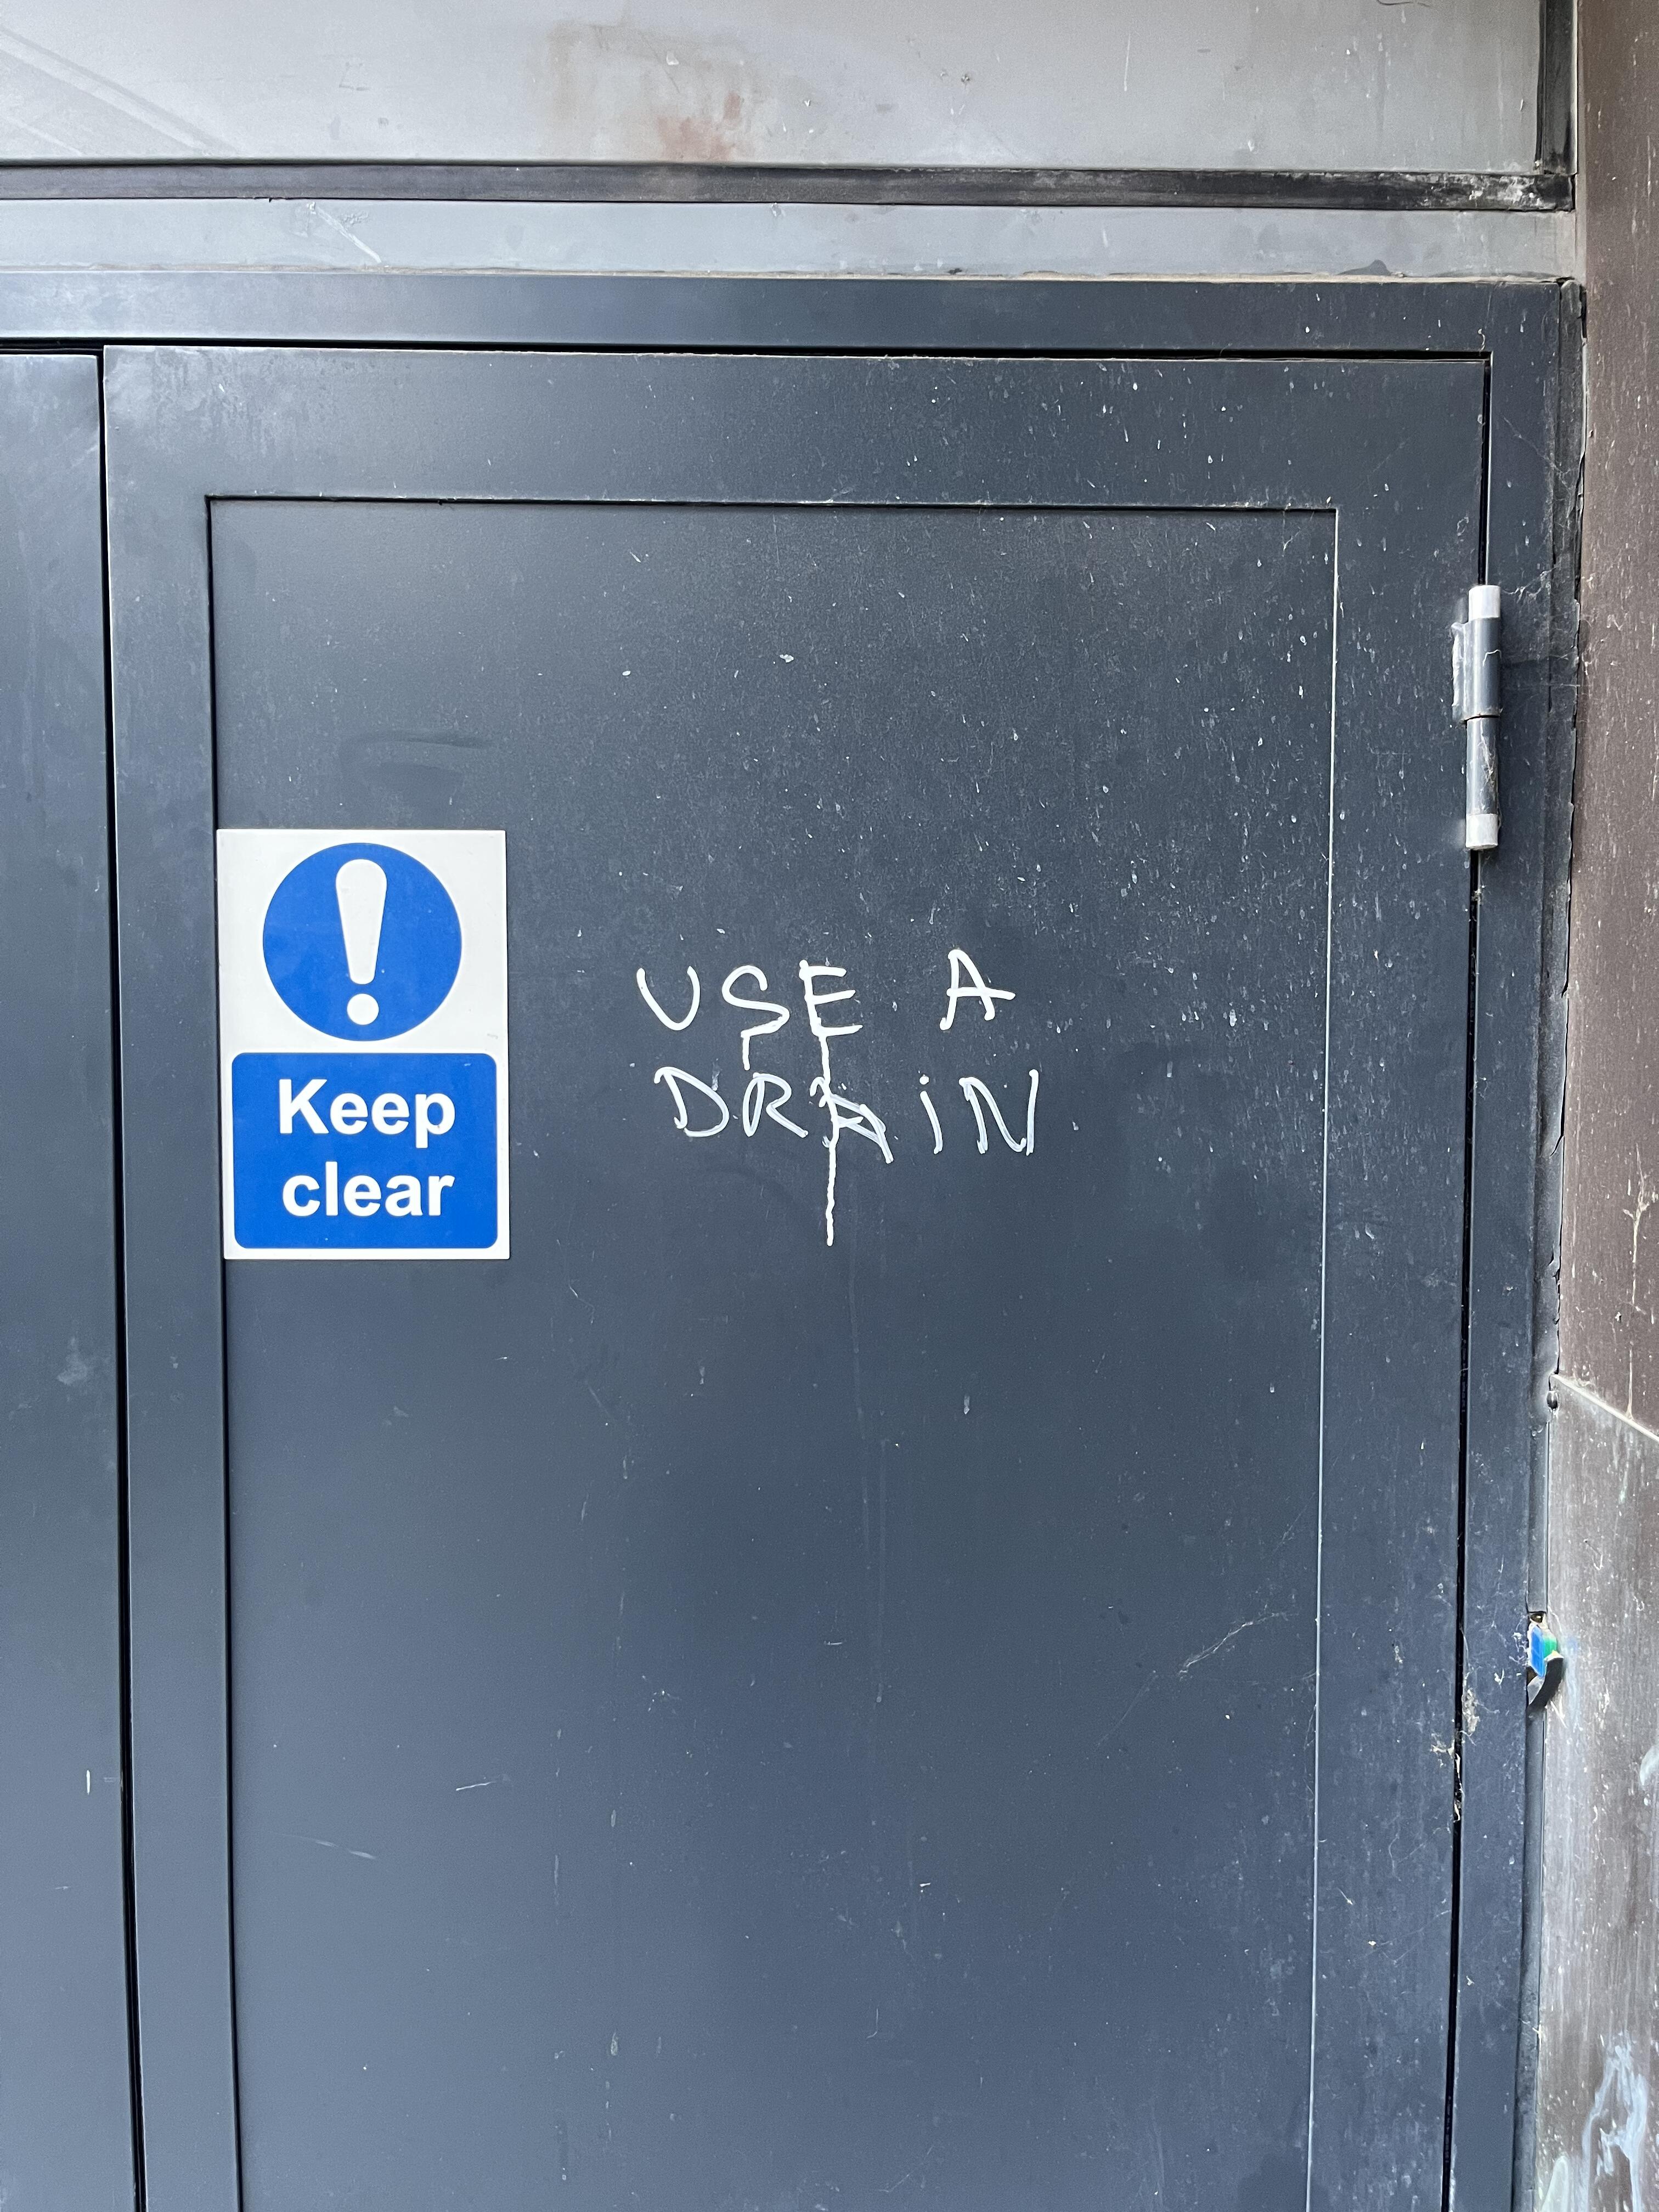 Keep
clear
USE A
DRAiN